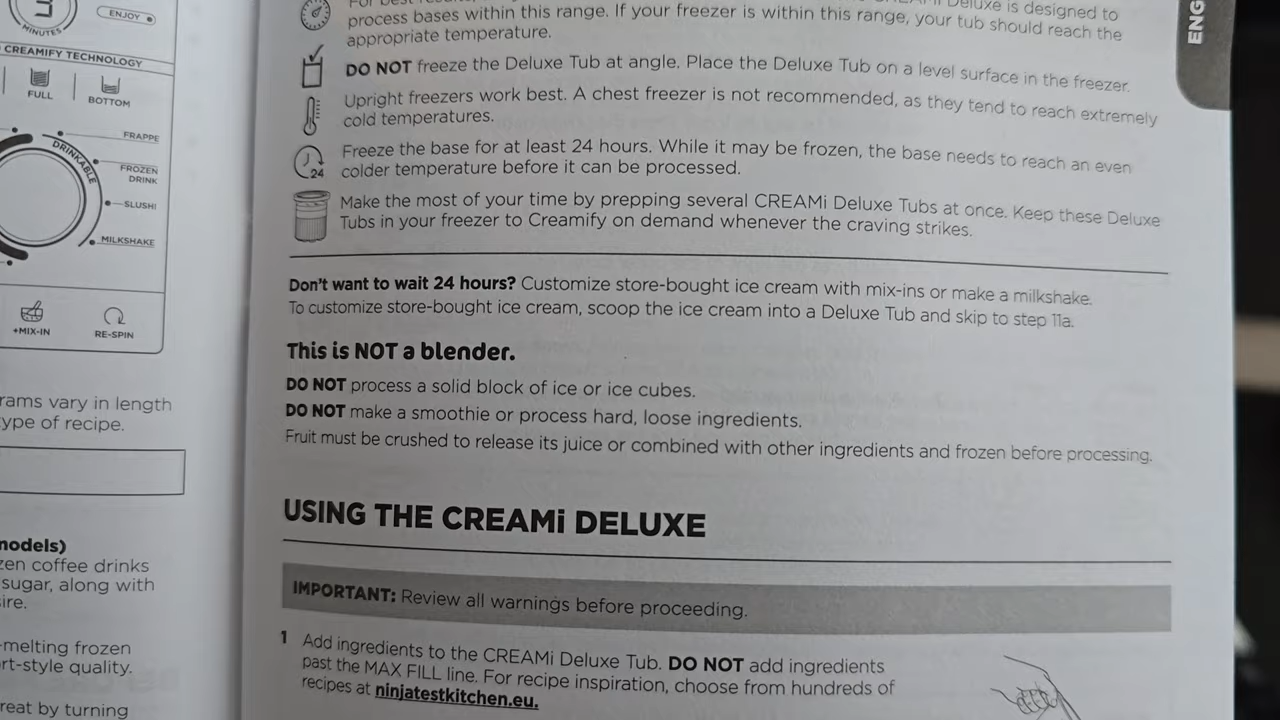 MINUTES
ENJOY
CREAMIFY TECHNOLOGY
FULL
BOTTOM
DRINKABLE
FRAPPE
FROZEN
DRINK
SLUSHI
MILKSHAKE
+MIX-IN
RE-SPIN
rams vary in length
ype of recipe.
nodels)
zen coffee drinks
sugar, along with
ire.
-melting frozen
rt-style quality.
reat by turning
ENG
Deluxe is designed to
process bases within this range. If your freezer is within this range, your tub should reach the
appropriate temperature.
DO NOT freeze the Deluxe Tub at angle. Place the Deluxe Tub on a level surface in the freezer.
Upright freezers work best. A chest freezer is not recommended, as they tend to reach extremely
cold temperatures.
24
Freeze the base for at least 24 hours. While it may be frozen, the base needs to reach an even
colder temperature before it can be processed.
Make the most of your time by prepping several CREAMi Deluxe Tubs at once. Keep these Deluxe
Tubs in your freezer to Creamify on demand whenever the craving strikes.
Don't want to wait 24 hours? Customize store-bought ice cream with mix-ins or make a milkshake.
To customize store-bought ice cream, scoop the ice cream into a Deluxe Tub and skip to step 11a.
This is NOT a blender.
DO NOT process a solid block of ice or ice cubes.
DO NOT make a smoothie or process hard, loose ingredients.
Fruit must be crushed to release its juice or combined with other ingredients and frozen before processing.
USING THE CREAMi DELUXE
IMPORTANT: Review all warnings before proceeding.
1 Add ingredients to the CREAMi Deluxe Tub. DO NOT add ingredients
past the MAX FILL line. For recipe inspiration, choose from hundreds of
recipes at ninjatestkitchen.eu.